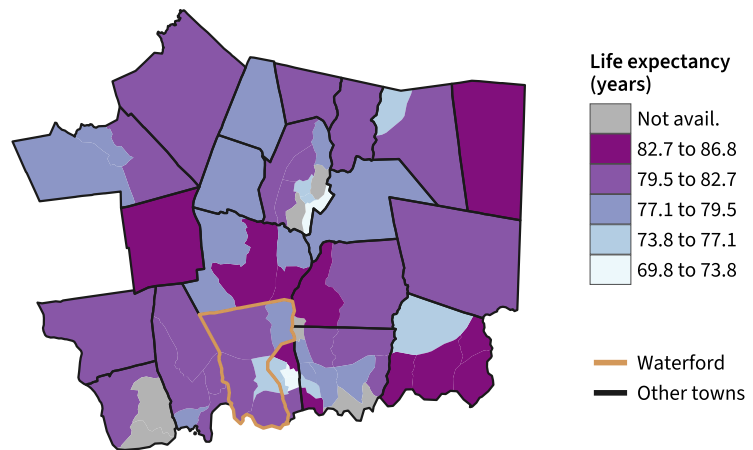 Life expectancy
(years)
Not avail.
82.7 to 86.8
79.5 to 82.7
77.1 to 79.5
73.8 to 77.1
69.8 to 73.8
Waterford
Other towns